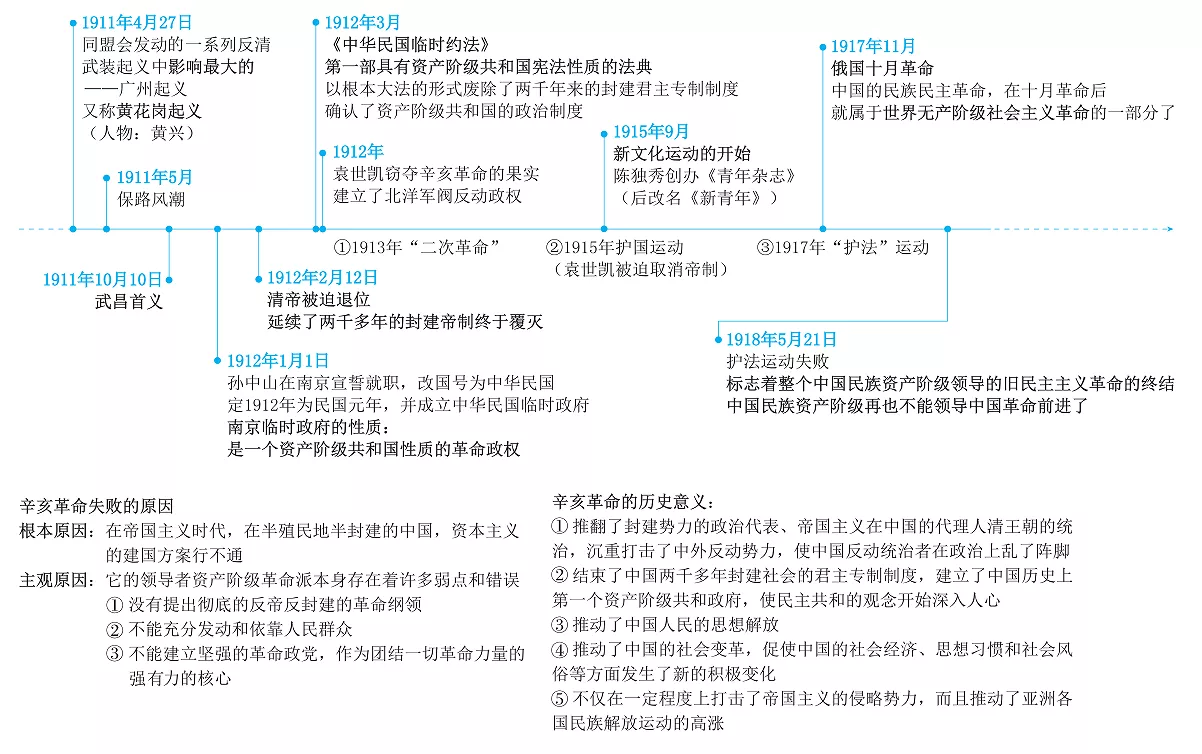 1911年4月27日
同盟会发动的一系列反清
武装起义中影响最大的
——广州起义
又称黄花岗起义
（人物：黄兴）
1911年5月
保路风潮
1912年3月
《中华民国临时约法》
第一部具有资产阶级共和国宪法性质的法典
以根本大法的形式废除了两千年来的封建君主专制制度
确认了资产阶级共和国的政治制度
1912年
袁世凯窃夺辛亥革命的果实
建立了北洋军阀反动政权
1915年9月
新文化运动的开始
陈独秀创办《青年杂志》
（后改名《新青年》）
1917年11月
俄国十月革命
中国的民族民主革命，在十月革命后
就属于世界无产阶级社会主义革命的一部分了
①1913年“二次革命”
②1915年护国运动
（袁世凯被迫取消帝制）
③1917年“护法”运动
1911年10月10日
武昌首义
1912年2月12日
清帝被迫退位
延续了两千多年的封建帝制终于覆灭
1912年1月1日
孙中山在南京宣誓就职，改国号为中华民国
定1912年为民国元年，并成立中华民国临时政府
南京临时政府的性质：
是一个资产阶级共和国性质的革命政权
1918年5月21日
护法运动失败
标志着整个中国民族资产阶级领导的旧民主主义革命的终结
中国民族资产阶级再也不能领导中国革命前进了
辛亥革命失败的原因
根本原因：在帝国主义时代，在半殖民地半封建的中国，资本主义
的建国方案行不通
主观原因：它的领导者资产阶级革命派本身存在着许多弱点和错误
① 没有提出彻底的反帝反封建的革命纲领
② 不能充分发动和依靠人民群众
③ 不能建立坚强的革命政党，作为团结一切革命力量的
强有力的核心
辛亥革命的历史意义：
① 推翻了封建势力的政治代表、帝国主义在中国的代理人清王朝的统
治，沉重打击了中外反动势力，使中国反动统治者在政治上乱了阵脚
② 结束了中国两千多年封建社会的君主专制制度，建立了中国历史上
第一个资产阶级共和政府，使民主共和的观念开始深入人心
③ 推动了中国人民的思想解放
④ 推动了中国的社会变革，促使中国的社会经济、思想习惯和社会风
俗等方面发生了新的积极变化
⑤ 不仅在一定程度上打击了帝国主义的侵略势力，而且推动了亚洲各
国民族解放运动的高涨